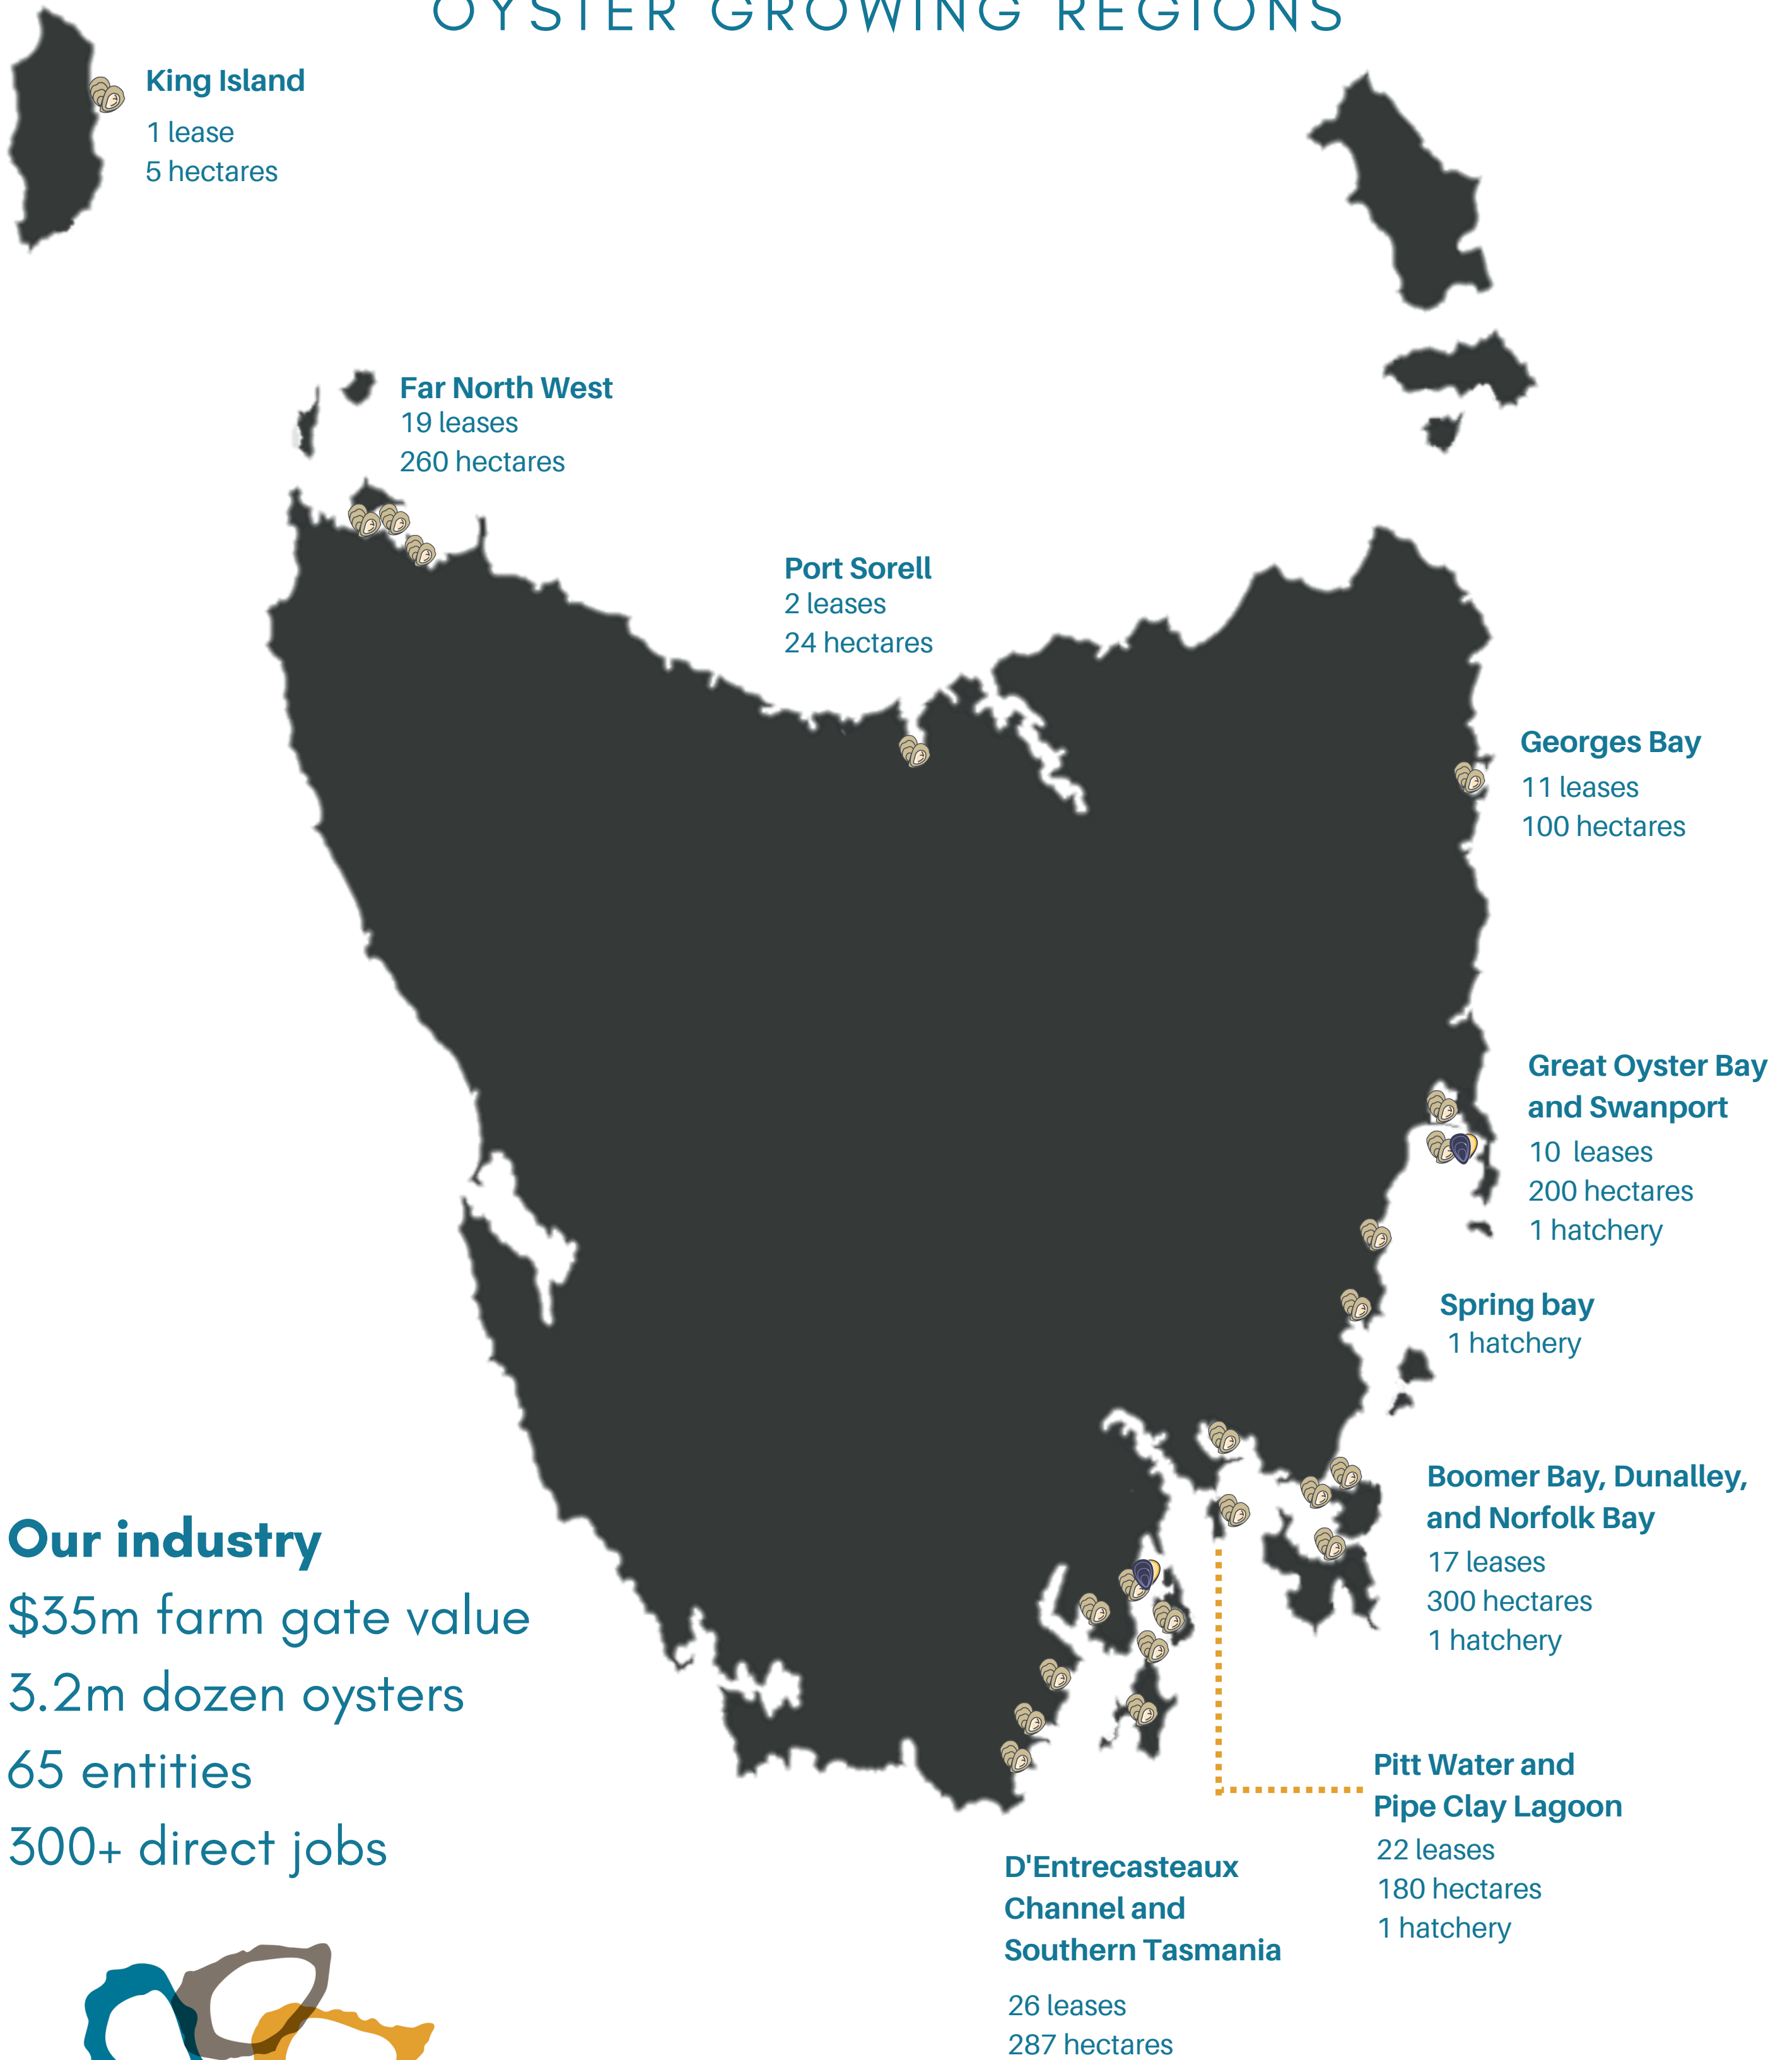 OYSTER GROWING REGIONS
King Island
1 lease
5 hectares
Far North West
19 leases
260 hectares
Port Sorell
2 leases
24 hectares
Georges Bay
11 leases
100 hectares
Great Oyster Bay
and Swanport
10 leases
200 hectares
1 hatchery
Spring bay
1 hatchery
Boomer Bay, Dunalley,
and Norfolk Bay
17 leases
300 hectares
1 hatchery
Our industry
$35m farm gate value
3.2m dozen oysters
65 entities
300+ direct jobs
Pitt Water and
Pipe Clay Lagoon
22 leases
180 hectares
1 hatchery
D'Entrecasteaux
Channel and
Southern Tasmania
26 leases
287 hectares